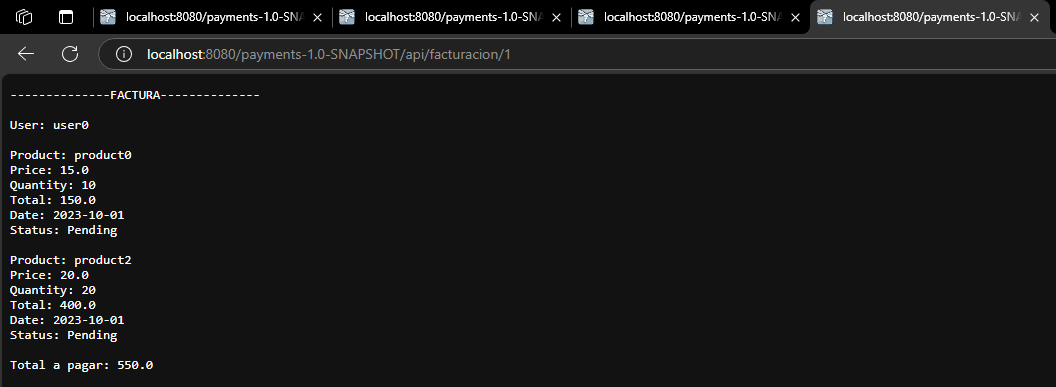 localhost:8080/payments-1.0-SNA
localhost:8080/payments-1.0-SNA
localhost:8080/payments-1.0-SNA
localhost:8080/payments-1.0-SNA
localhost:8080/payments-1.0-SNAPSHOT/api/facturacion/1
--------------FACTURA--------------
User: user0
Product: product0
Price: 15.0
Quantity: 10
Total: 150.0
Date: 2023-10-01
Status: Pending
Product: product2
Price: 20.0
Quantity: 20
Total: 400.0
Date: 2023-10-01
Status: Pending
Total a pagar: 550.0